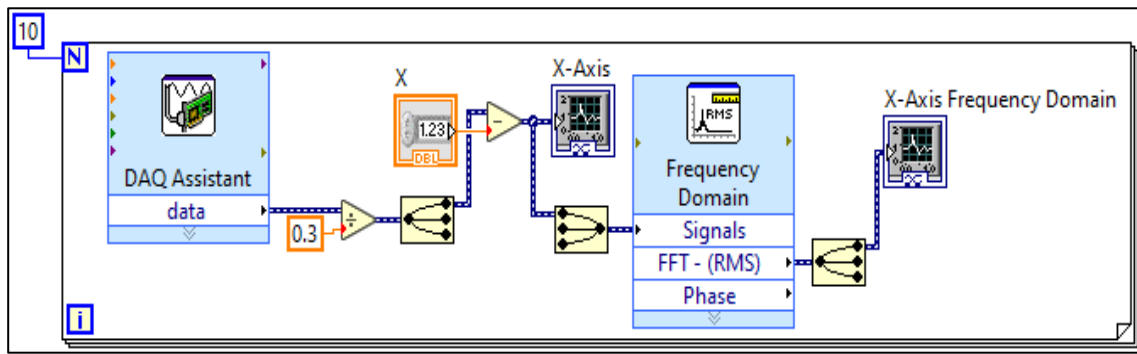 10
N
DAQ Assistant
data
0.3
X
1.23
DBL
X-Axis
RMS
Frequency
Domain
Signals
FFT - (RMS)
Phase
X-Axis Frequency Domain
i